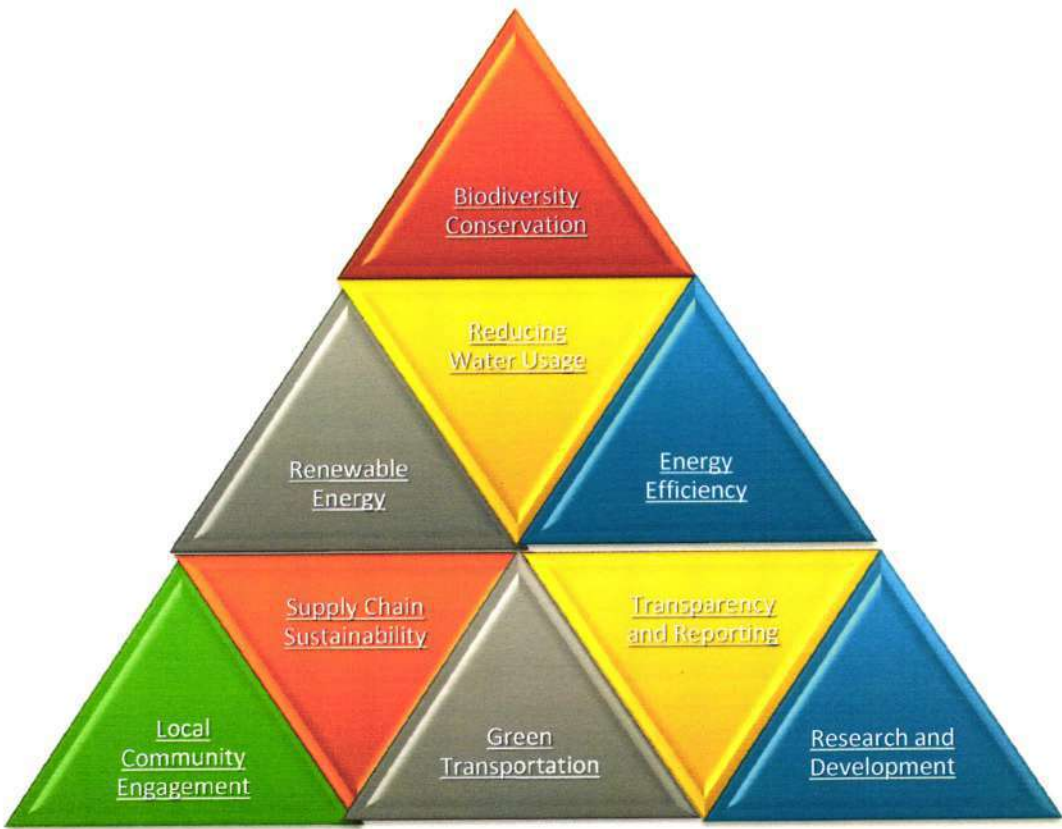 Biodiversity
Conservation
Reducing
Water Usage
Renewable
Energy
Energy
Efficiency
Supply Chain
Sustainability
Transparency
and Reporting
Local
Community
Engagement
Green
Transportation
Research and
Development